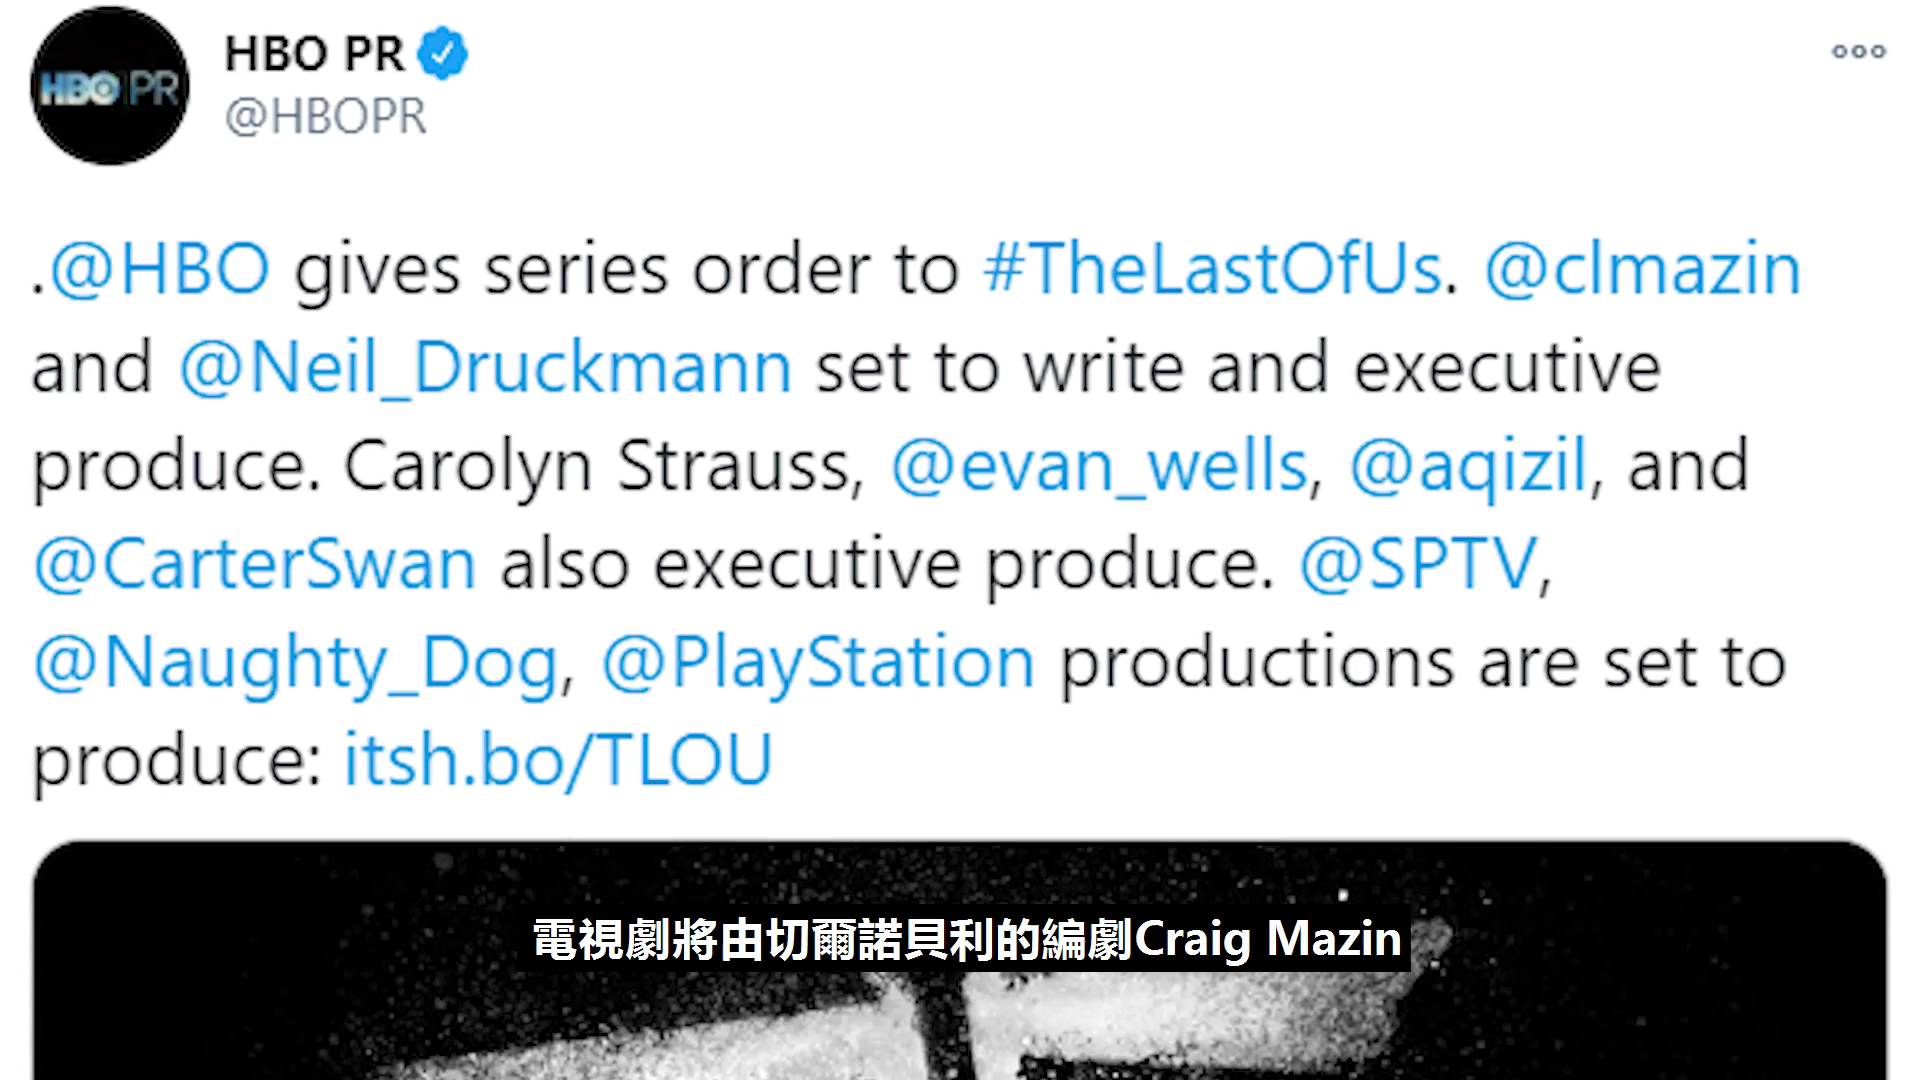 HBO PR
HBO PR
@HBOPR
.@HBO gives series order to #TheLastOfUs. @clmazin
and @Neil_Druckmann set to write and executive
produce. Carolyn Strauss, @evan_wells, @aqizil, and
@CarterSwan also executive produce. @SPTV,
@Naughty_Dog, @PlayStation productions are set to
produce: itsh.bo/TLOU
電視劇將由切爾諾貝利的編劇Craig Mazin